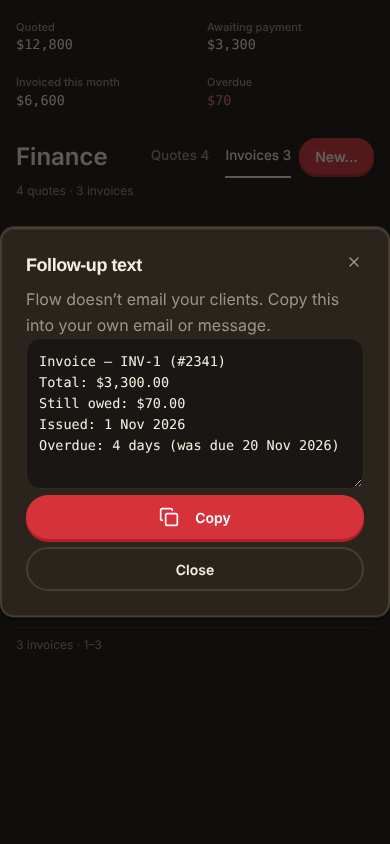 Quoted
$12,800
Awaiting payment
$3,300
Invoiced this month
$6,600
Overdue
$70
Finance
Quotes 4
Invoices 3
New...
4 quotes · 3 invoices
Follow-up text
×
Flow doesn’t email your clients. Copy this
into your own email or message.
Invoice — INV-1 (#2341)
Total: $3,300.00
Still owed: $70.00
Issued: 1 Nov 2026
Overdue: 4 days (was due 20 Nov 2026)
Copy
Close
3 invoices · 1–3